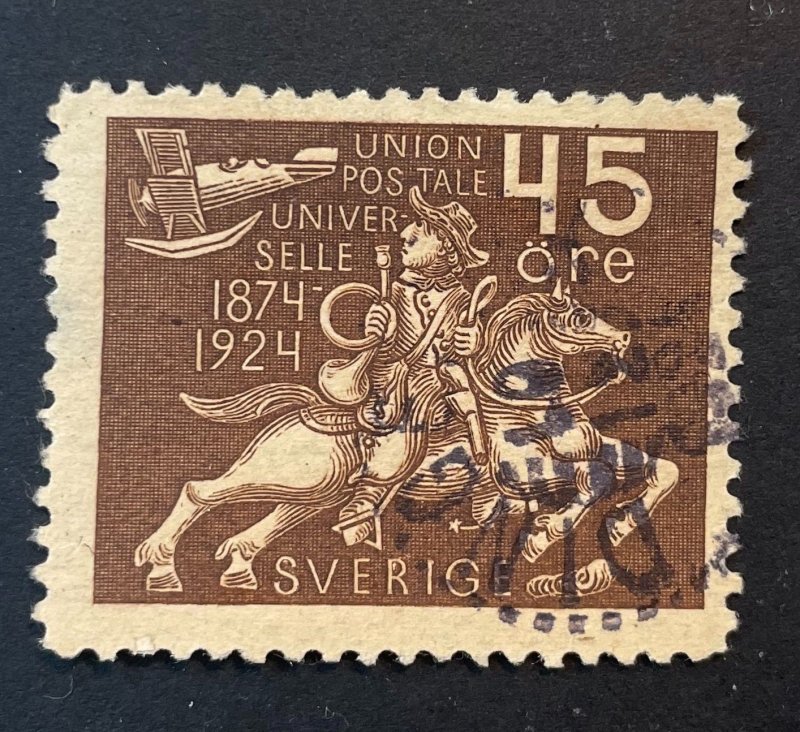 UNION
POSTALE
UNIVER-
SELLE
1874-
1924
45
öre
SVERIGE